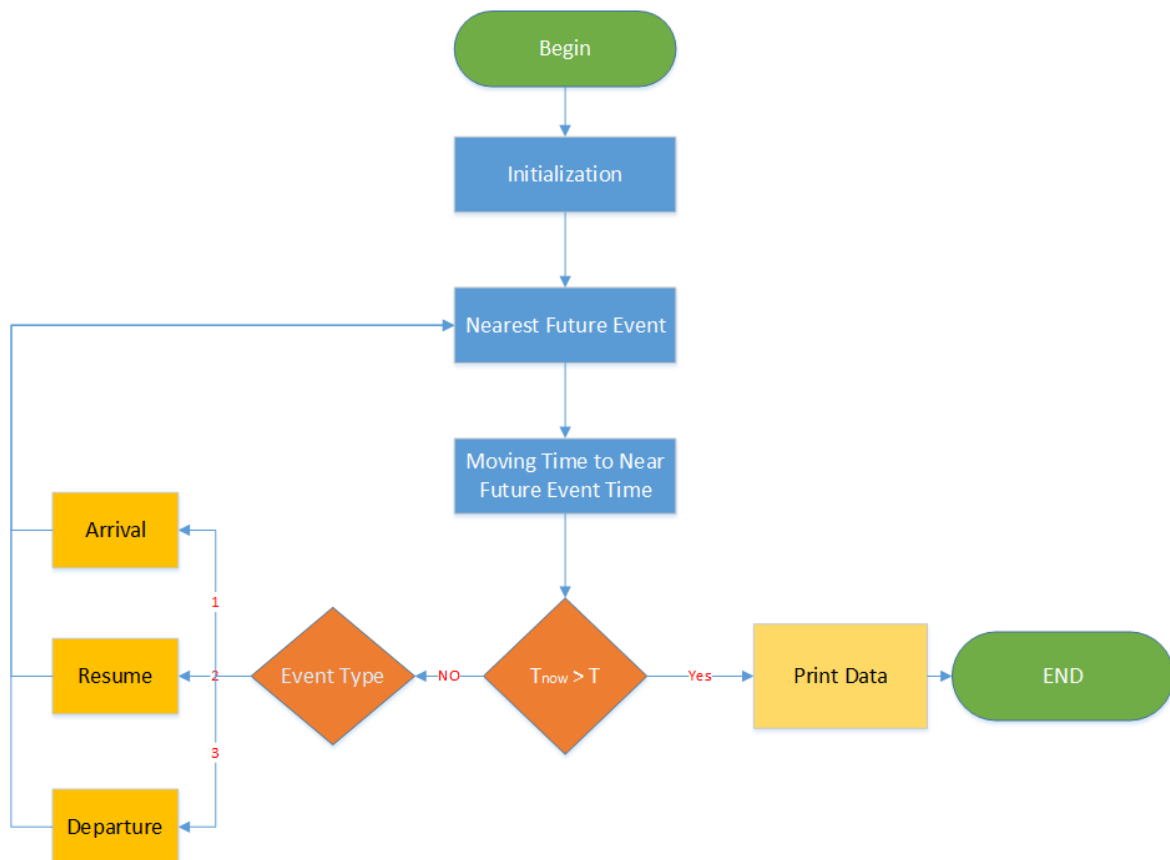 Begin
Initialization
Nearest Future Event
Moving Time to Near
Future Event Time
Arrival
1
Resume
2
Event Type
NO
Tnow > T
Yes
Print Data
END
3
Departure